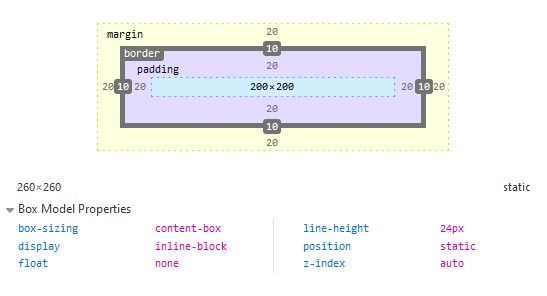 margin
20
10
border
20
padding
20 10 20 200×200 20 10 20
20
10
20
260×260 static
Box Model Properties
box-sizing content-box line-height 24px
display inline-block position static
float none z-index auto